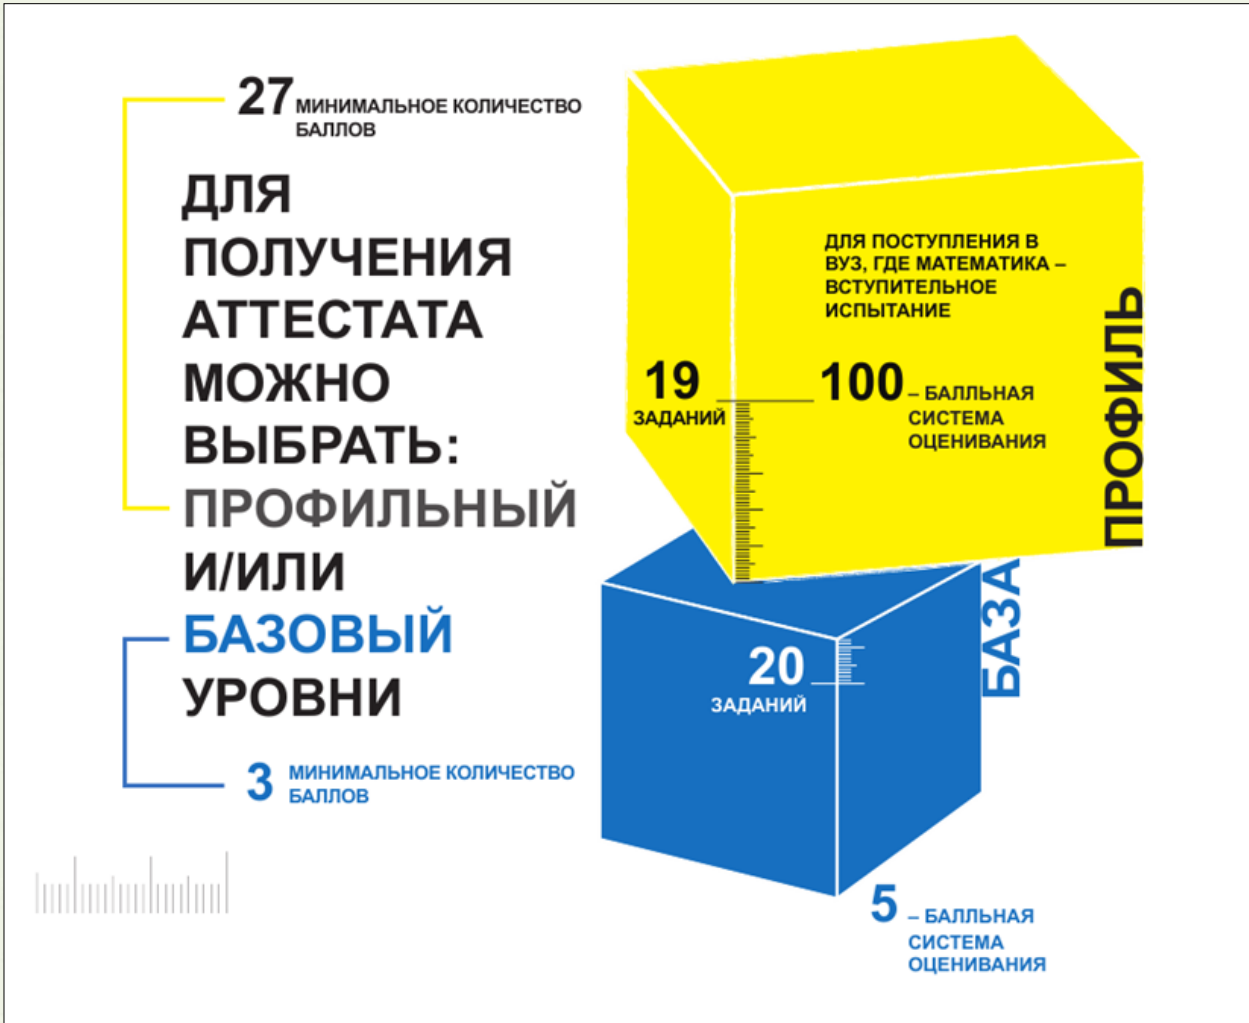 27 МИНИМАЛЬНОЕ КОЛИЧЕСТВО
БАЛЛОВ
ДЛЯ
ПОЛУЧЕНИЯ
АТТЕСТАТА
МОЖНО
ВЫБРАТЬ:
ПРОФИЛЬНЫЙ
И/ИЛИ
БАЗОВЫЙ
УРОВНИ
3 МИНИМАЛЬНОЕ КОЛИЧЕСТВО
БАЛЛОВ
ДЛЯ ПОСТУПЛЕНИЯ В
ВУЗ, ГДЕ МАТЕМАТИКА –
ВСТУПИТЕЛЬНОЕ
ИСПЫТАНИЕ
19
ЗАДАНИЙ
100 – БАЛЛЬНАЯ
СИСТЕМА
ОЦЕНИВАНИЯ
ПРОФИЛЬ
БАЗА
20
ЗАДАНИЙ
5 – БАЛЛЬНАЯ
СИСТЕМА
ОЦЕНИВАНИЯ